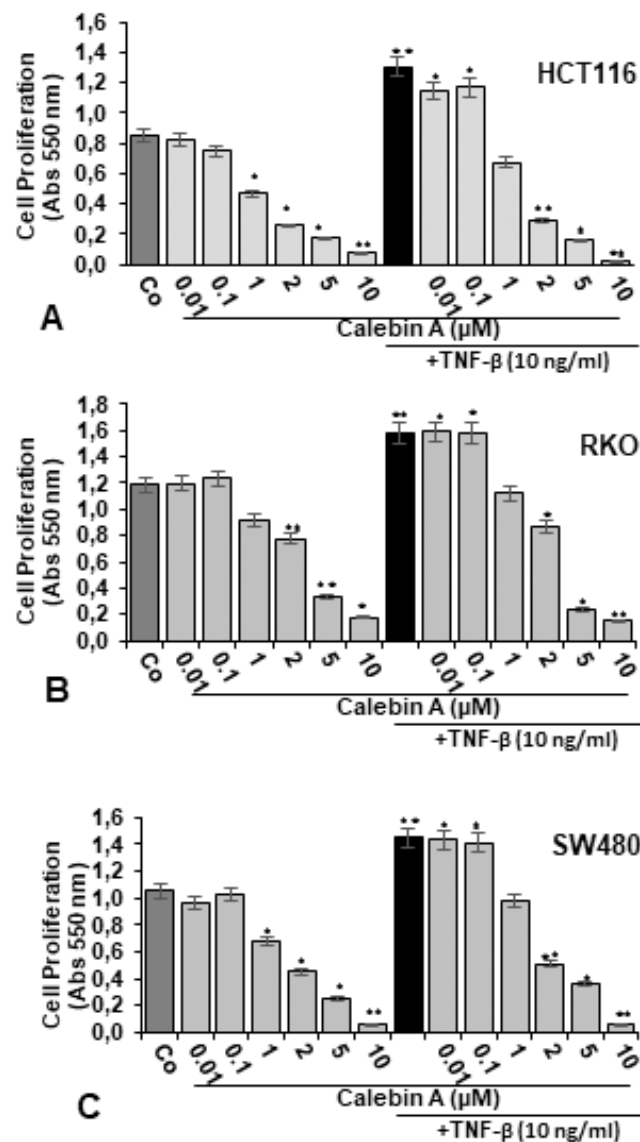 HCT116
Cell Proliferation
(Abs 550 nm)
1,6
1,4
1,2
1,0
0,8
0,6
0,4
0,2
0,0
* * * ** ** * * ** * **
Co 0.01 0.1 1 2 5 10 0.01 0.1 1 2 5 10
A
Calebin A (µM)
+TNF-β (10 ng/ml)
RKO
Cell Proliferation
(Abs 550 nm)
1,8
1,6
1,4
1,2
1,0
0,8
0,6
0,4
0,2
0,0
** ** * ** * * * * **
Co 0.01 0.1 1 2 5 10 0.01 0.1 1 2 5 10
B
Calebin A (µM)
+TNF-β (10 ng/ml)
SW480
Cell Proliferation
(Abs 550 nm)
1,6
1,4
1,2
1,0
0,8
0,6
0,4
0,2
0,0
* * * ** ** * * ** * **
Co 0.01 0.1 1 2 5 10 0.01 0.1 1 2 5 10
C
Calebin A (µM)
+TNF-β (10 ng/ml)